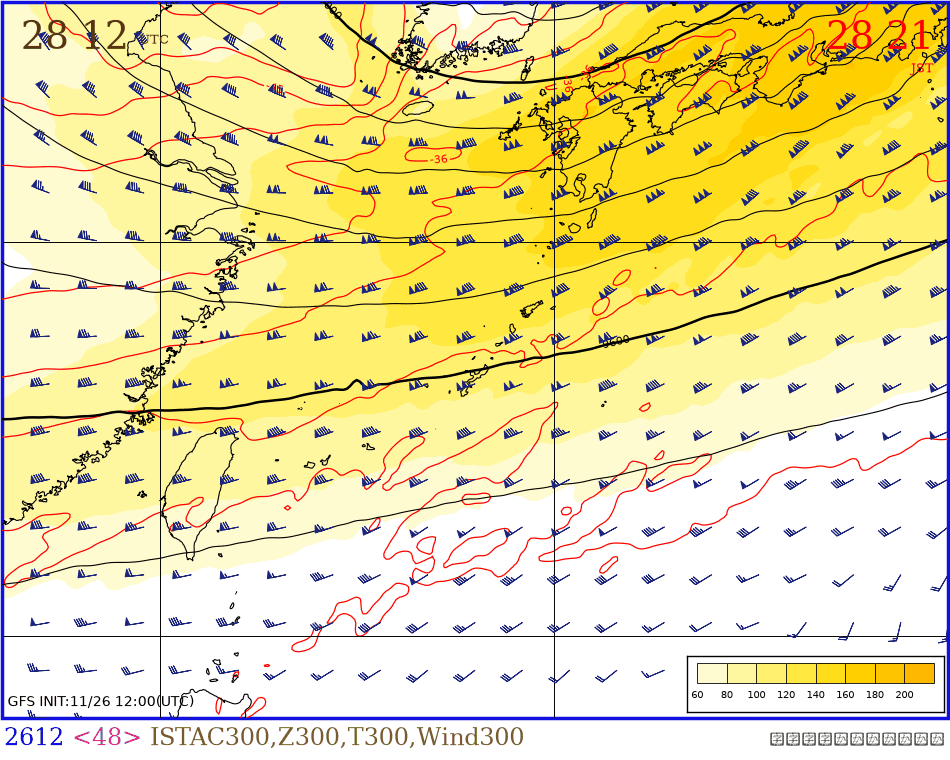 28 12 UTC
28 21
JST
-36
9600
GFS INIT:11/26 12:00(UTC)
60 80 100 120 140 160 180 200
2612 <48> ISTAC300,Z300,T300,Wind300